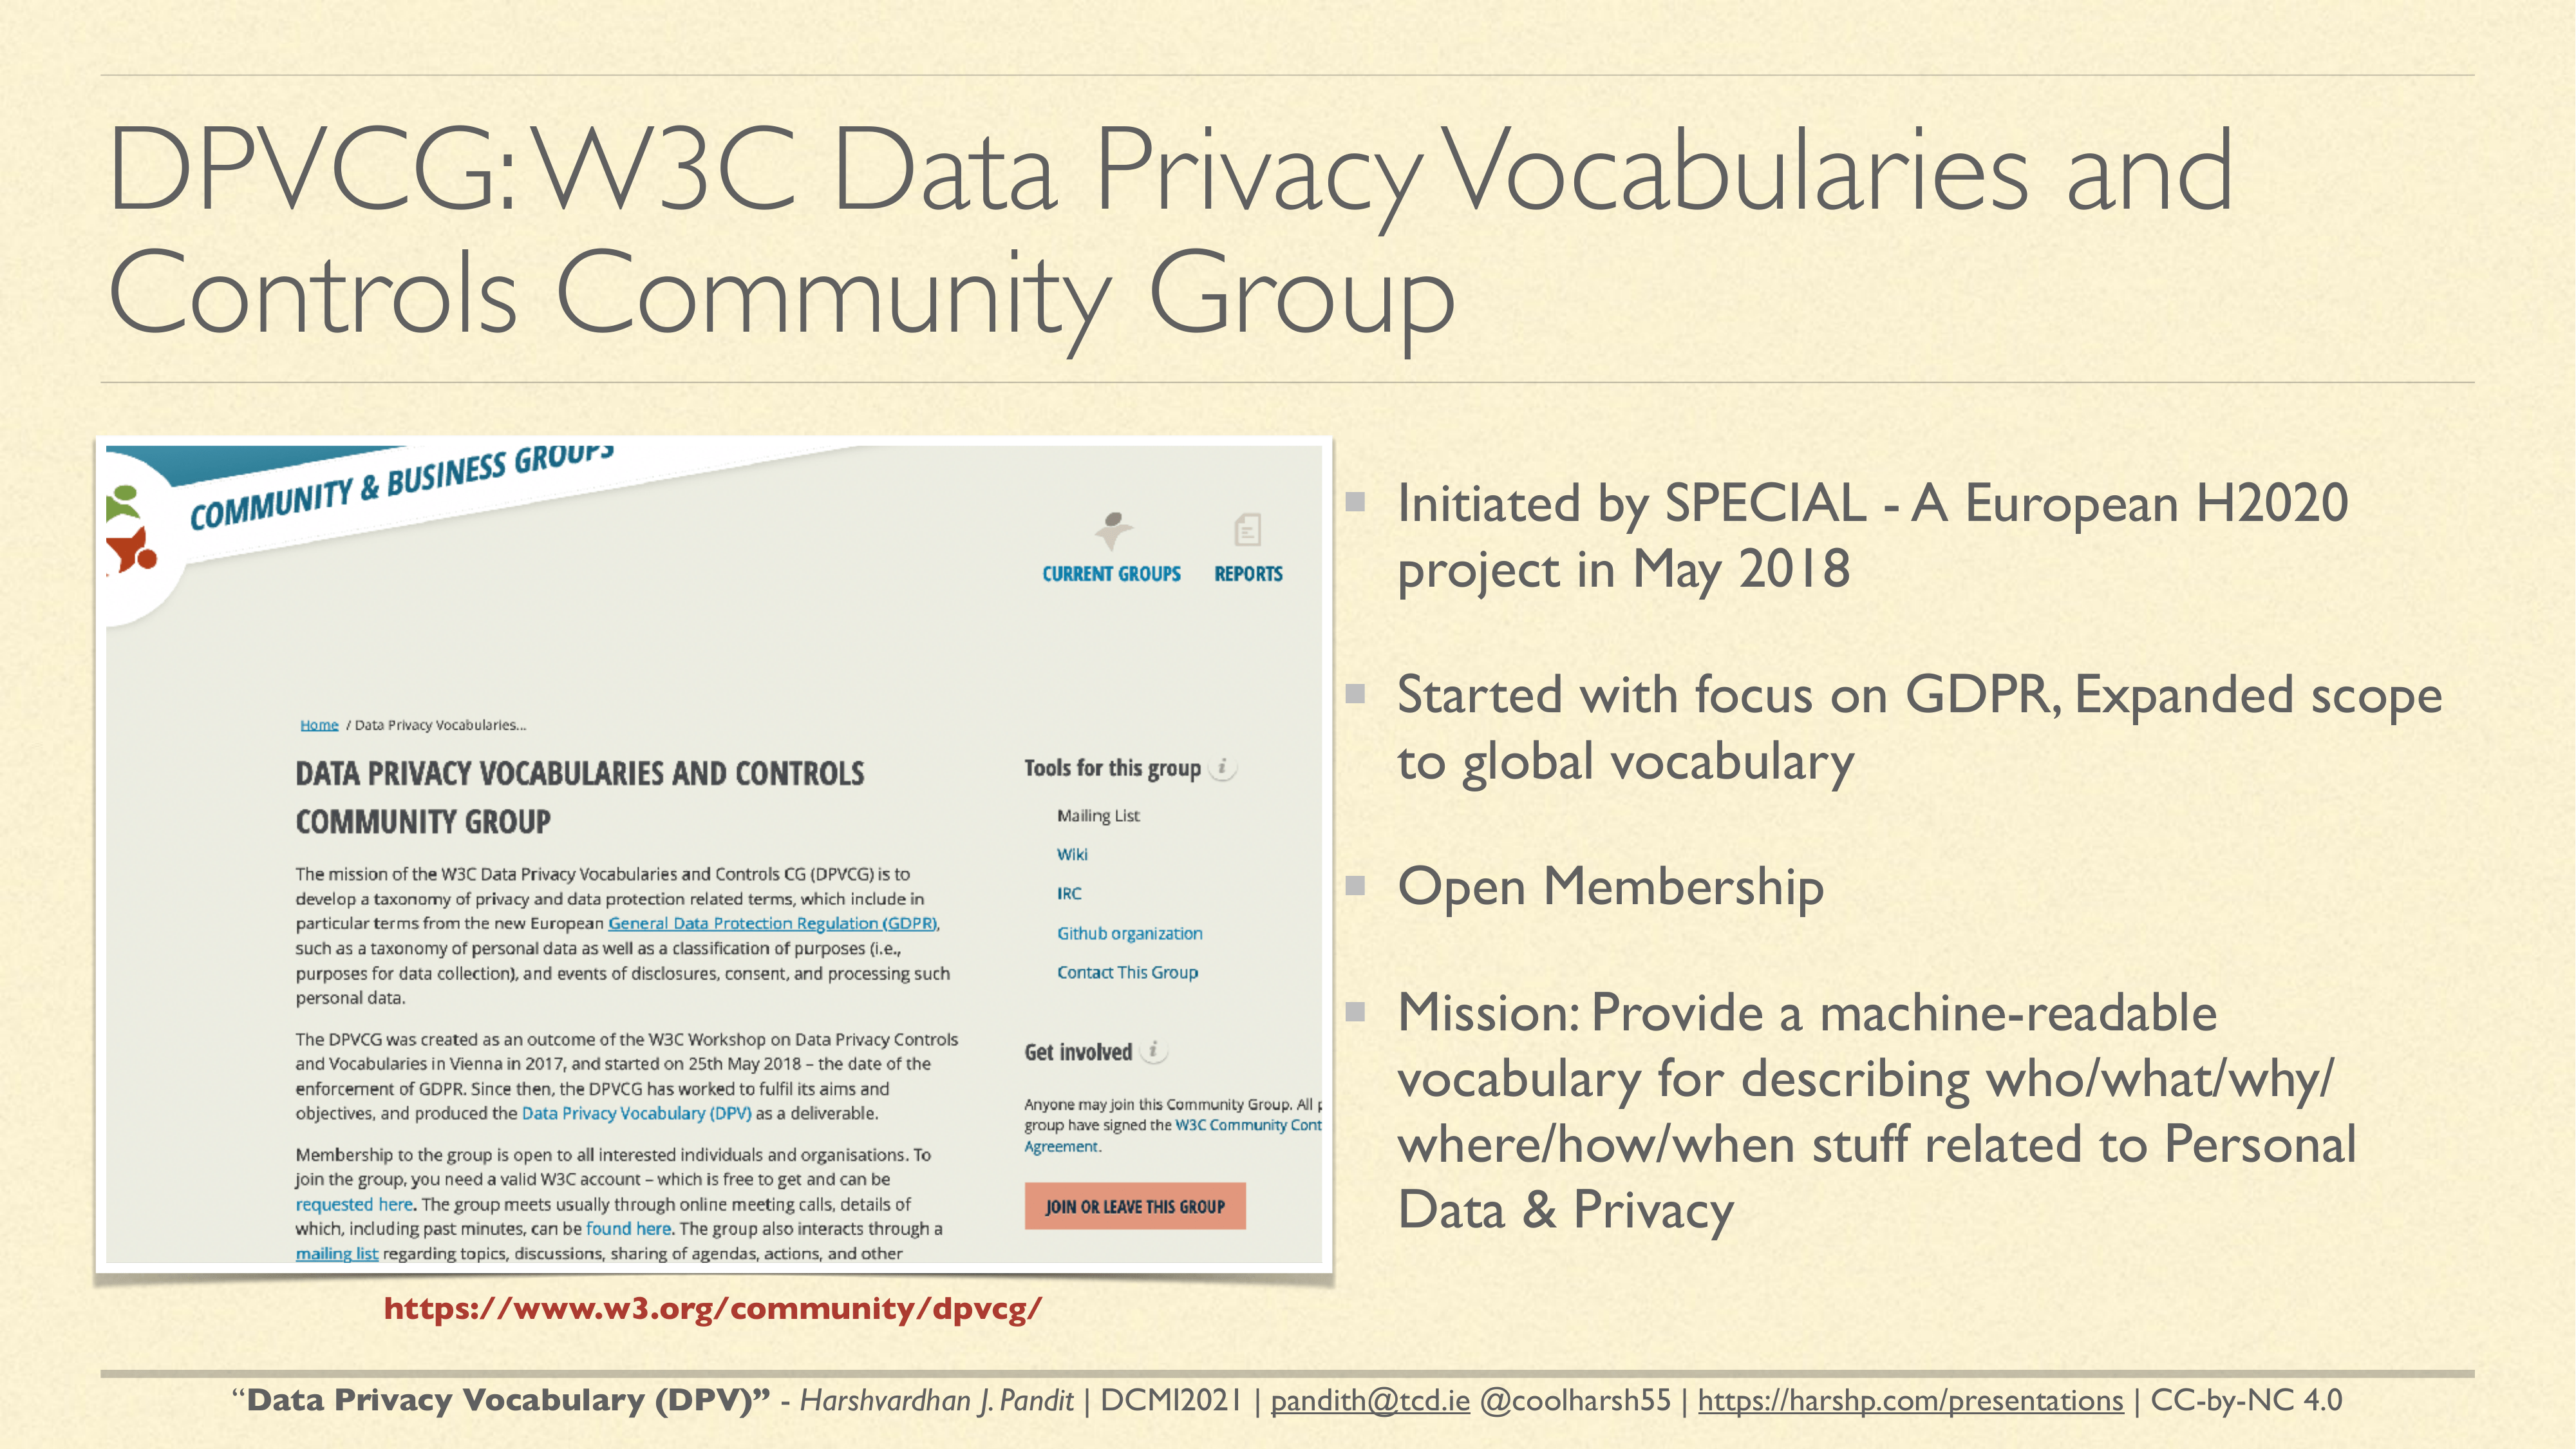 DPVCG: W3C Data Privacy Vocabularies and
Controls Community Group
COMMUNITY & BUSINESS GROUPS
CURRENT GROUPS
REPORTS
Home / Data Privacy Vocabularies...
DATA PRIVACY VOCABULARIES AND CONTROLS
COMMUNITY GROUP
The mission of the W3C Data Privacy Vocabularies and Controls CG (DPVCG) is to
develop a taxonomy of privacy and data protection related terms, which include in
particular terms from the new European General Data Protection Regulation (GDPR),
such as a taxonomy of personal data as well as a classification of purposes (i.e.,
purposes for data collection), and events of disclosures, consent, and processing such
personal data.
The DPVCG was created as an outcome of the W3C Workshop on Data Privacy Controls
and Vocabularies in Vienna in 2017, and started on 25th May 2018 – the date of the
enforcement of GDPR. Since then, the DPVCG has worked to fulfil its aims and
objectives, and produced the Data Privacy Vocabulary (DPV) as a deliverable.
Membership to the group is open to all interested individuals and organisations. To
join the group, you need a valid W3C account – which is free to get and can be
requested here. The group meets usually through online meeting calls, details of
which, including past minutes, can be found here. The group also interacts through a
mailing list regarding topics, discussions, sharing of agendas, actions, and other
Tools for this group
Mailing List
Wiki
IRC
Github organization
Contact This Group
Get involved
Anyone may join this Community Group. All p
group have signed the W3C Community Cont
Agreement.
JOIN OR LEAVE THIS GROUP
https://www.w3.org/community/dpvcg/
Initiated by SPECIAL - A European H2020
project in May 2018
Started with focus on GDPR, Expanded scope
to global vocabulary
Open Membership
Mission: Provide a machine-readable
vocabulary for describing who/what/why/
where/how/when stuff related to Personal
Data & Privacy
“Data Privacy Vocabulary (DPV)” - Harshvardhan J. Pandit | DCMI2021 | pandith@tcd.ie @coolharsh55 | https://harshp.com/presentations | CC-by-NC 4.0